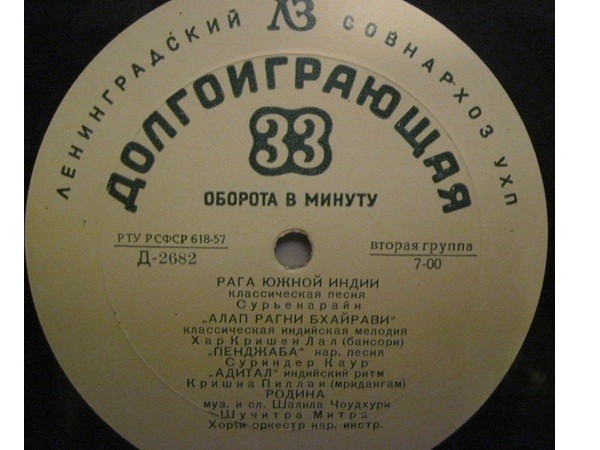 ЛЗ
ЛЕНИНГРАДСКИЙ СОВНАРХОЗ УХП
ДОЛГОИГРАЮЩАЯ
33
ОБОРОТА В МИНУТУ
РТУ РСФСР 618-57
Д-2682
вторая группа
7-00
РАГА ЮЖНОЙ ИНДИИ
классическая песня
Сурьенарайн
„АЛАП РАГНИ БХАЙРАВИ"
классическая индийская мелодия
Хар Кришен Лал (бансори)
„ПЕНДЖАБА" нар. песня
Суриндер Каур
„АДИТАЛ" индийский ритм
Кришна Пиллаи (мридангам)
РОДИНА
муз. и сл. Шалила Чоудхури
Шучитра Митра
Хор и оркестр нар. инстр.